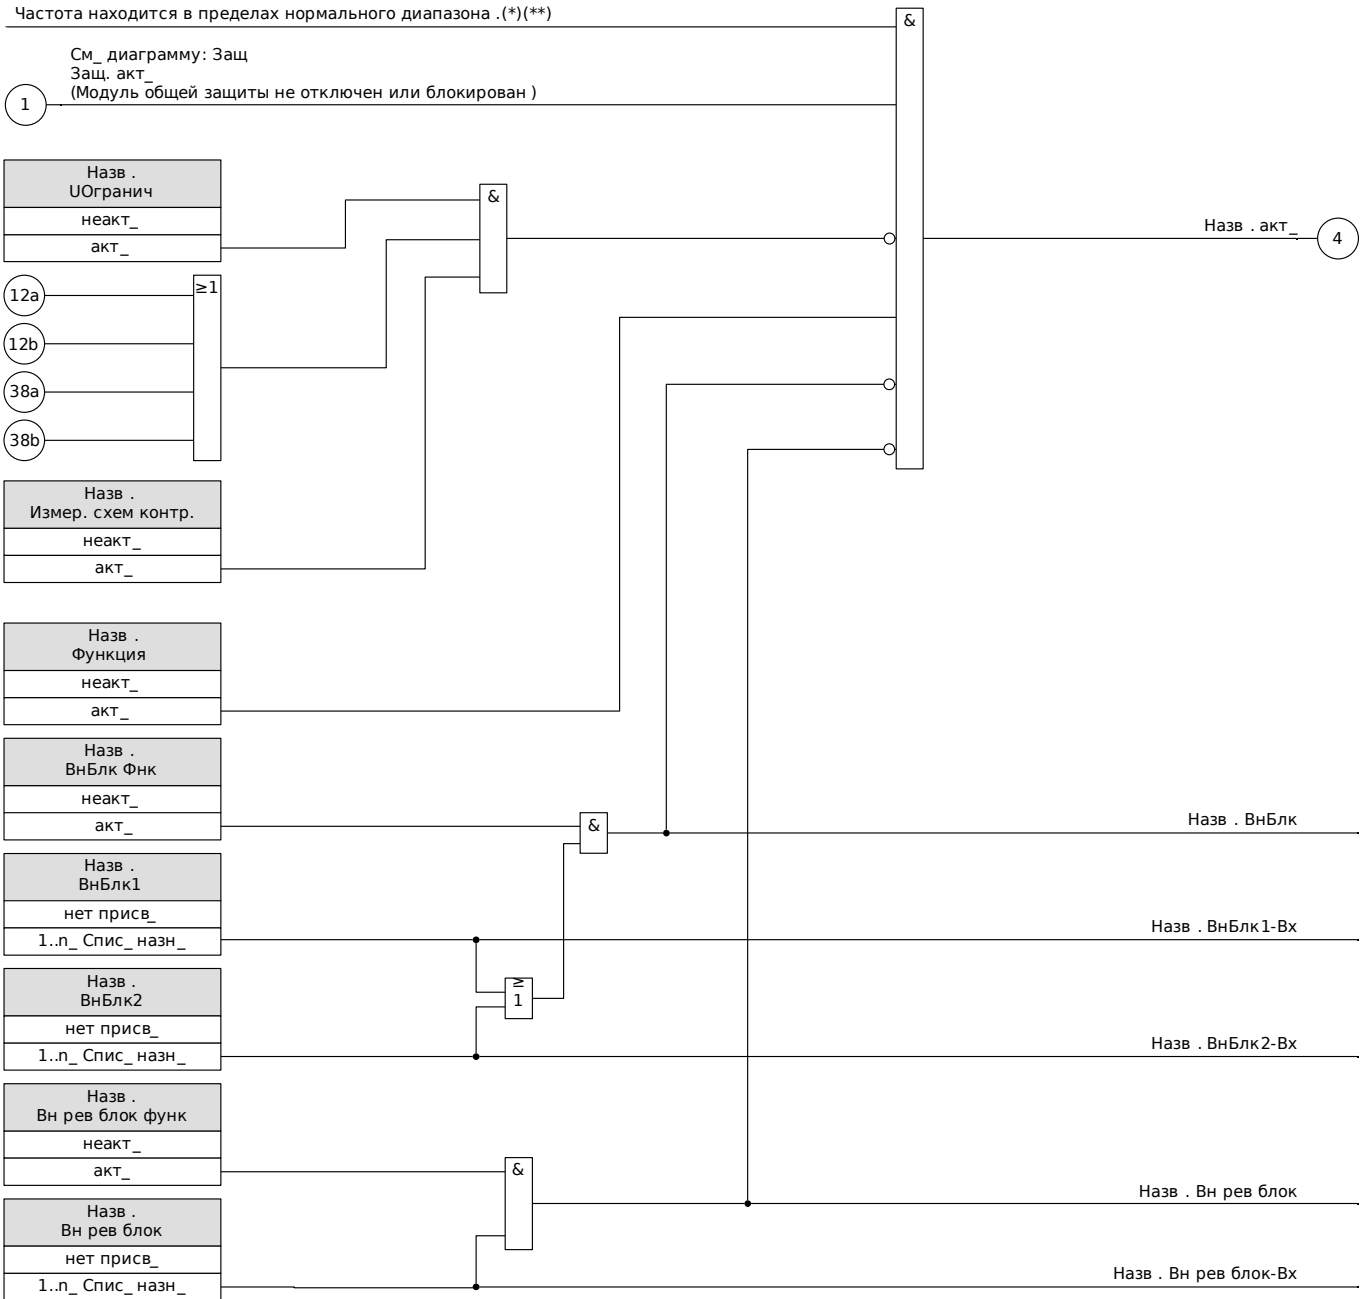 Частота находится в пределах нормального диапазона .(*)(**)
&
См_ диаграмму: Защ
Защ. акт_
(Модуль общей защиты не отключен или блокирован )
1
Назв .
UОгранич
неакт_
акт_
&
Назв . акт_
4
12a
≥1
12b
38a
38b
Назв .
Измер. схем контр.
неакт_
акт_
Назв .
Функция
неакт_
акт_
Назв .
ВнБлк Фнк
неакт_
акт_
&
Назв . ВнБлк
Назв .
ВнБлк1
нет присв_
1..n_ Спис_ назн_
Назв . ВнБлк1-Вх
≥
1
Назв .
ВнБлк2
нет присв_
1..n_ Спис_ назн_
Назв . ВнБлк2-Вх
Назв .
Вн рев блок функ
неакт_
акт_
&
Назв . Вн рев блок
Назв .
Вн рев блок
нет присв_
1..n_ Спис_ назн_
Назв . Вн рев блок-Вх